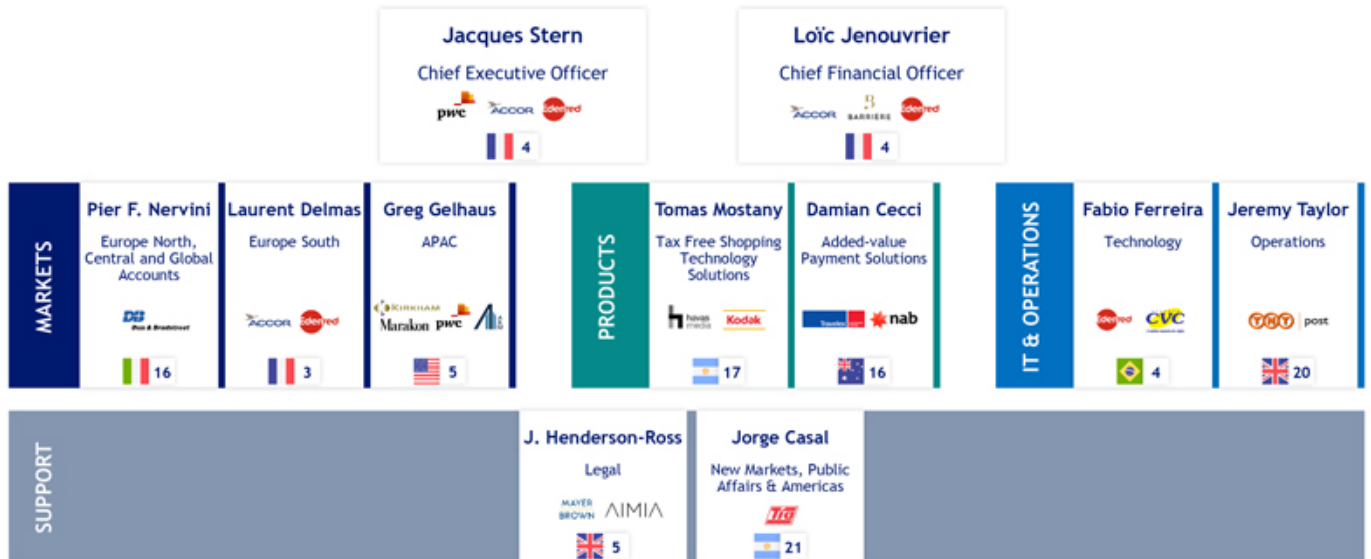 Jacques Stern
Chief Executive Officer
pwc ACCOR Edenred
4
Loïc Jenouvrier
Chief Financial Officer
ACCOR B BARRIERE Edenred
4
MARKETS
Pier F. Nervini
Europe North,
Central and Global
Accounts
Dun & Bradstreet
16
Laurent Delmas
Europe South
ACCOR Edenred
3
Greg Gelhaus
APAC
KIRKHAM
Marakon pwc
5
PRODUCTS
Tomas Mostany
Tax Free Shopping
Technology
Solutions
havas
media
Kodak
17
Damian Cecci
Added-value
Payment Solutions
Travelex nab
16
IT & OPERATIONS
Fabio Ferreira
Technology
Edenred CVC
4
Jeremy Taylor
Operations
TNT post
20
SUPPORT
J. Henderson-Ross
Legal
MAYER
BROWN
AIMIA
5
Jorge Casal
New Markets, Public
Affairs & Americas
21